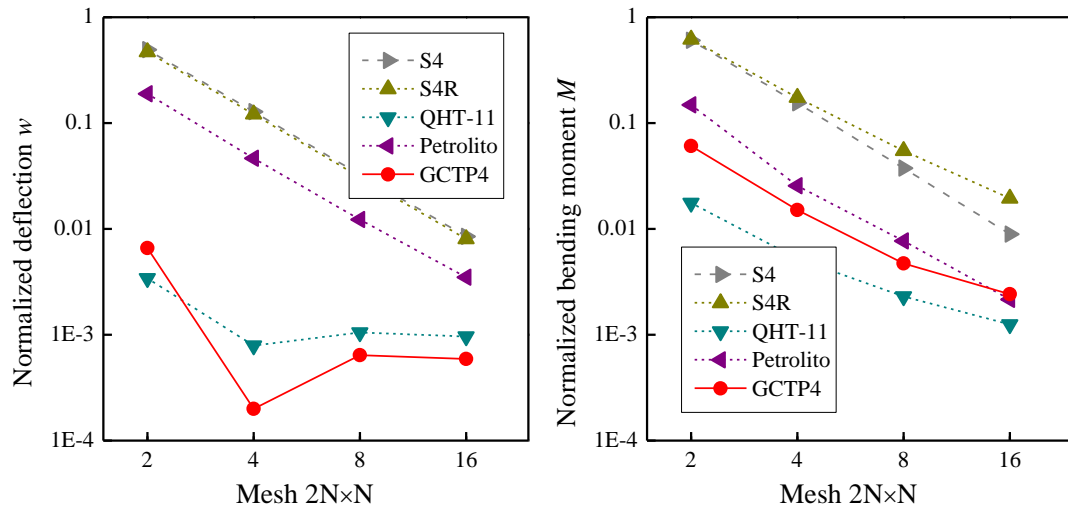 1
0.1
0.01
1E-3
1E-4
Normalized deflection w
S4
S4R
QHT-11
Petrolito
GCTP4
2 4 8 16
Mesh 2N×N
1
0.1
0.01
1E-3
1E-4
Normalized bending moment M
S4
S4R
QHT-11
Petrolito
GCTP4
2 4 8 16
Mesh 2N×N